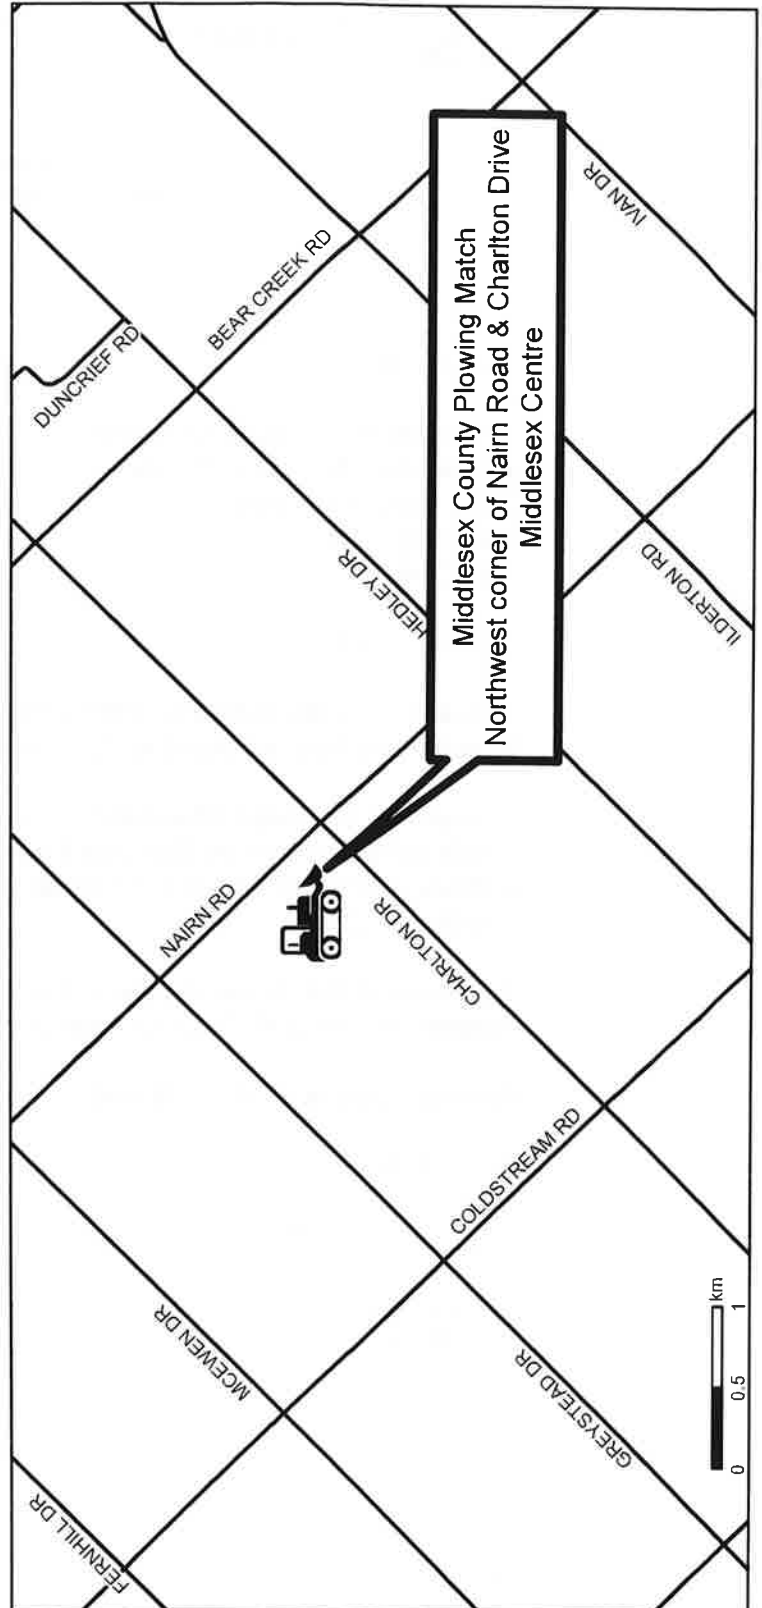 Middlesex County Plowing Match
Northwest corner of Nairn Road & Charlton Drive
Middlesex Centre
FERNHILL DR
MCEWEN DR
NAIRN RD
DUNCRIEF RD
BEAR CREEK RD
HEDLEY DR
CHARLTON DR
COLDSTREAM RD
GREYSTEAD DR
IVAN DR
ILDERTON RD
0 0.5 1
km